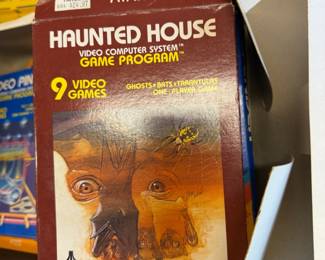 HAUNTED HOUSE
VIDEO COMPUTER SYSTEM™
GAME PROGRAM™
9 VIDEO
GAMES
GHOSTS • BATS • TARANTULAS
ONE PLAYER GAME